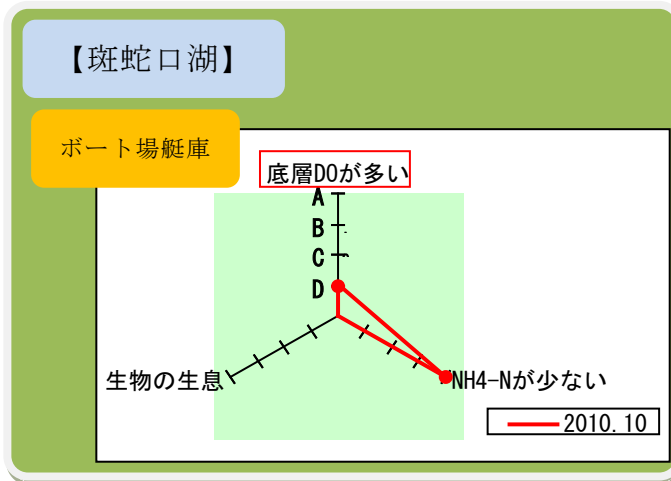 【斑蛇口湖】
ボート場艇庫
底層DOが多い
A
B
C
D
生物の生息
NH4-Nが少ない
2010.10